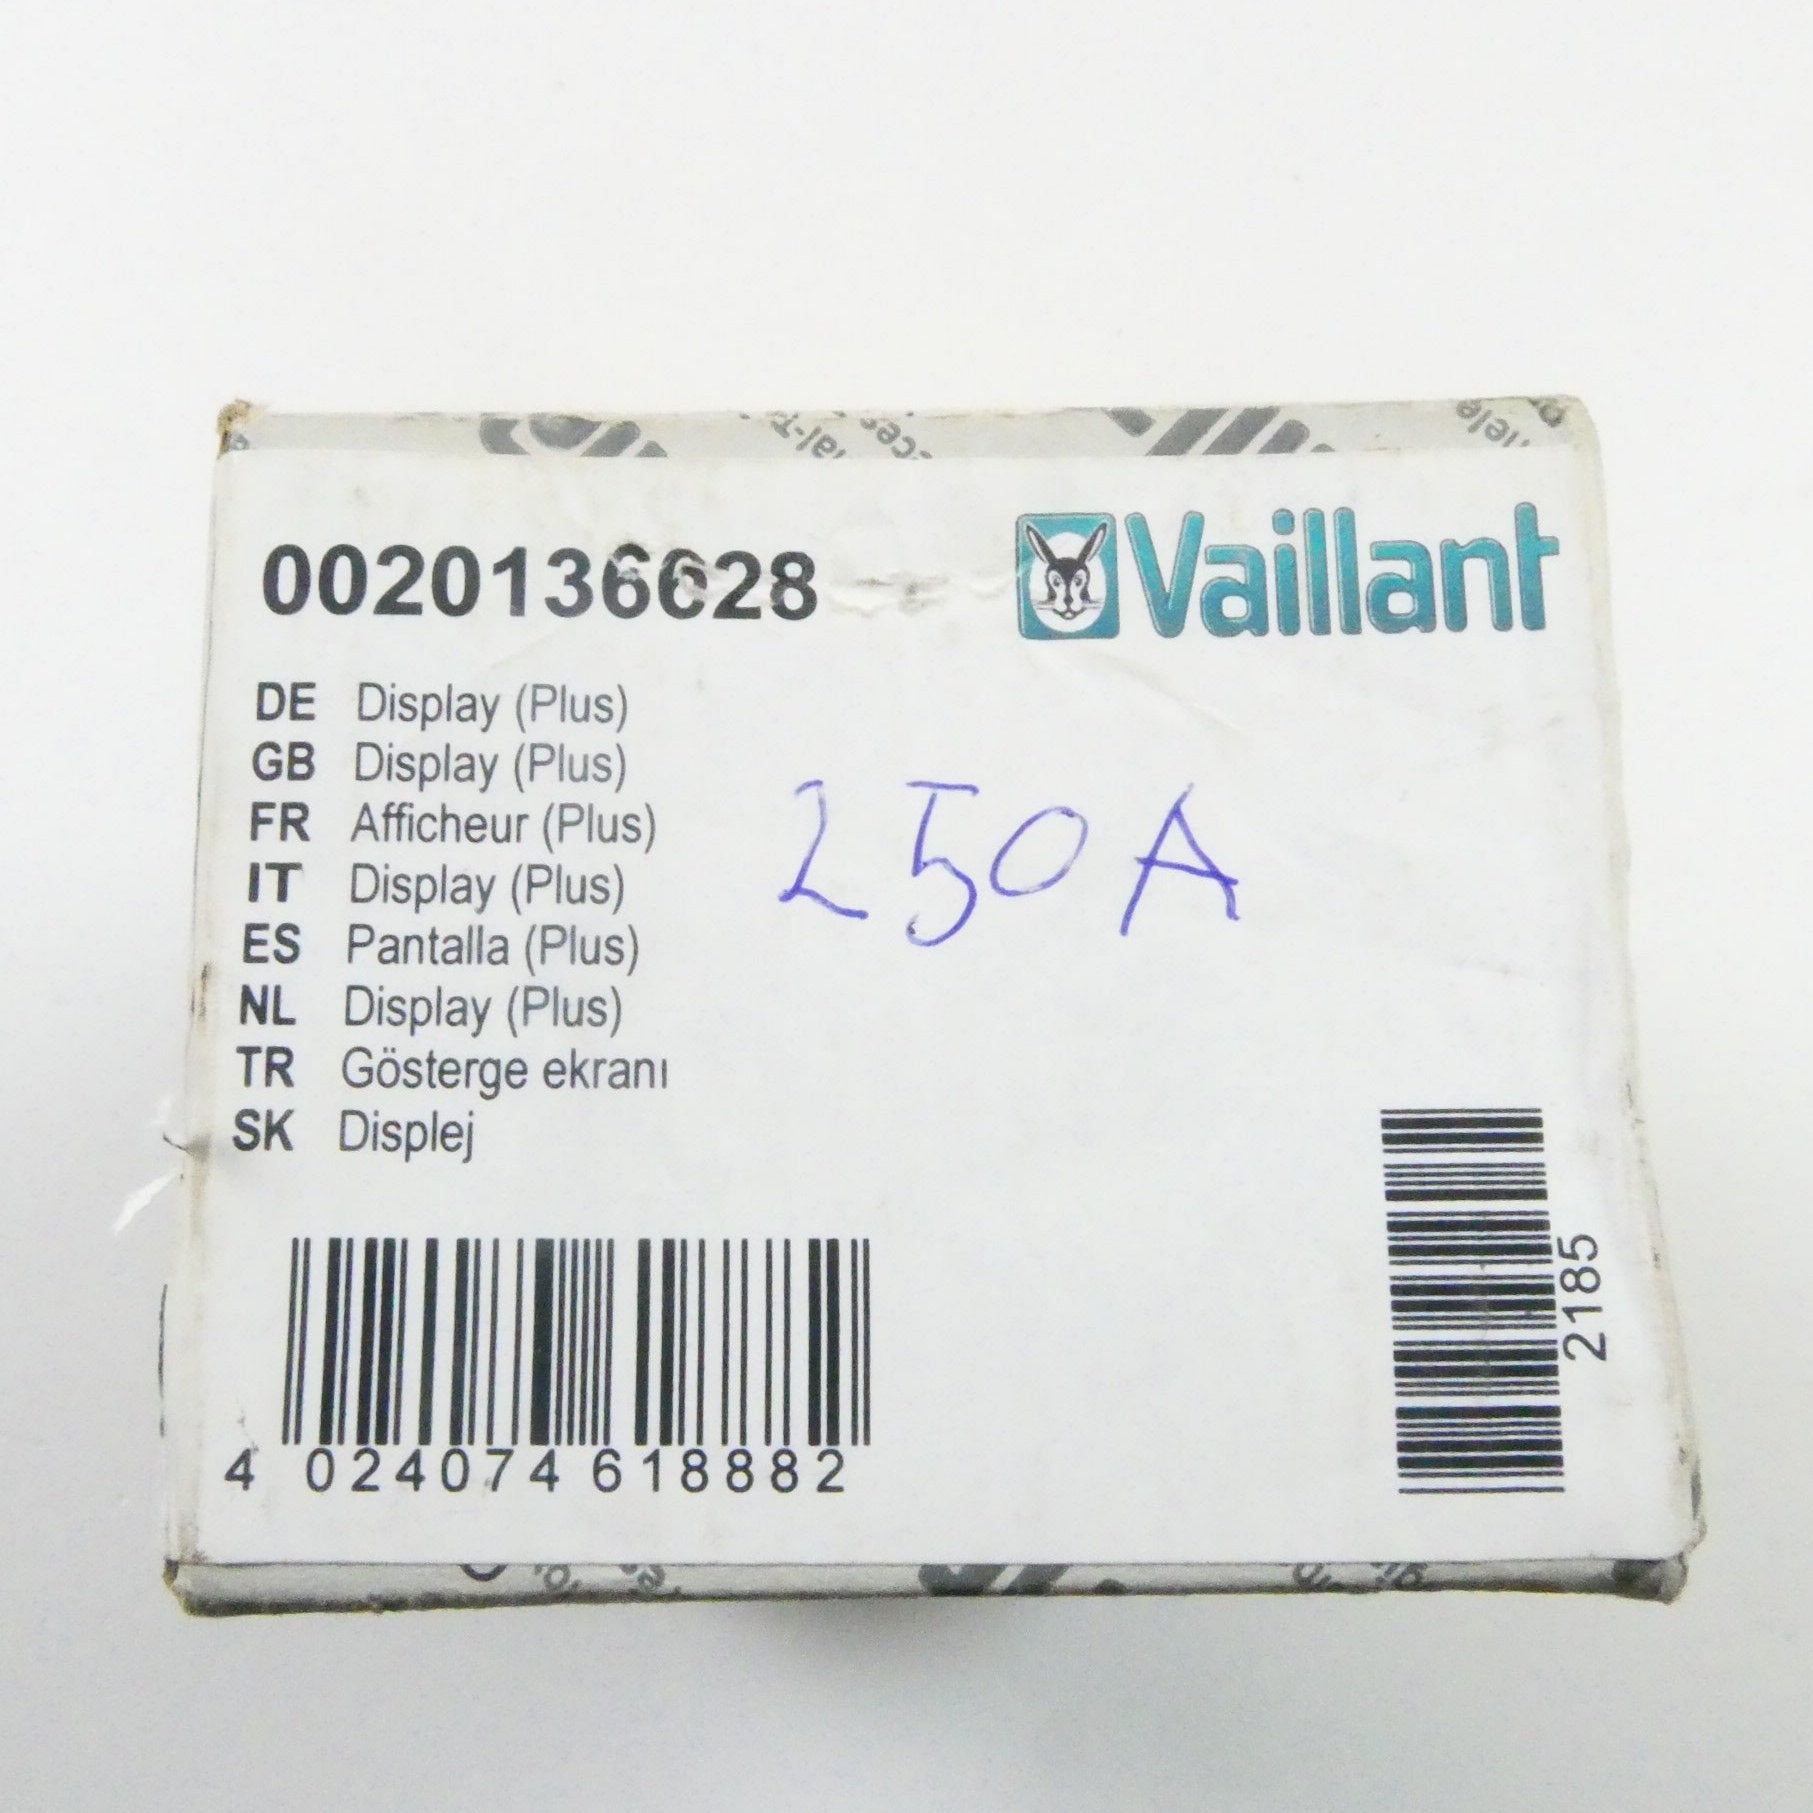 0020136628
Vaillant
DE Display (Plus)
GB Display (Plus)
FR Afficheur (Plus)
IT Display (Plus)
ES Pantalla (Plus)
NL Display (Plus)
TR Gösterge ekranı
SK Displej
250A
4 024074 618882
2185